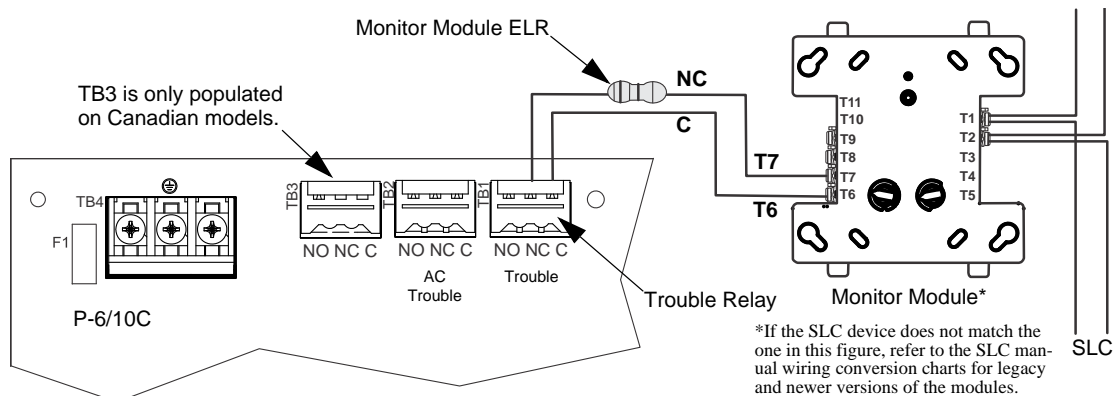 Monitor Module ELR
TB3 is only populated
on Canadian models.
NC
C
T7
T6
T11
T10
T9
T8
T7
T6
T1
T2
T3
T4
T5
TB4
F1
TB3
TB2
TB1
NO NC C
NO NC C
NO NC C
AC
Trouble
Trouble
P-6/10C
Trouble Relay
Monitor Module*
*If the SLC device does not match the
one in this figure, refer to the SLC man-
ual wiring conversion charts for legacy
and newer versions of the modules.
SLC